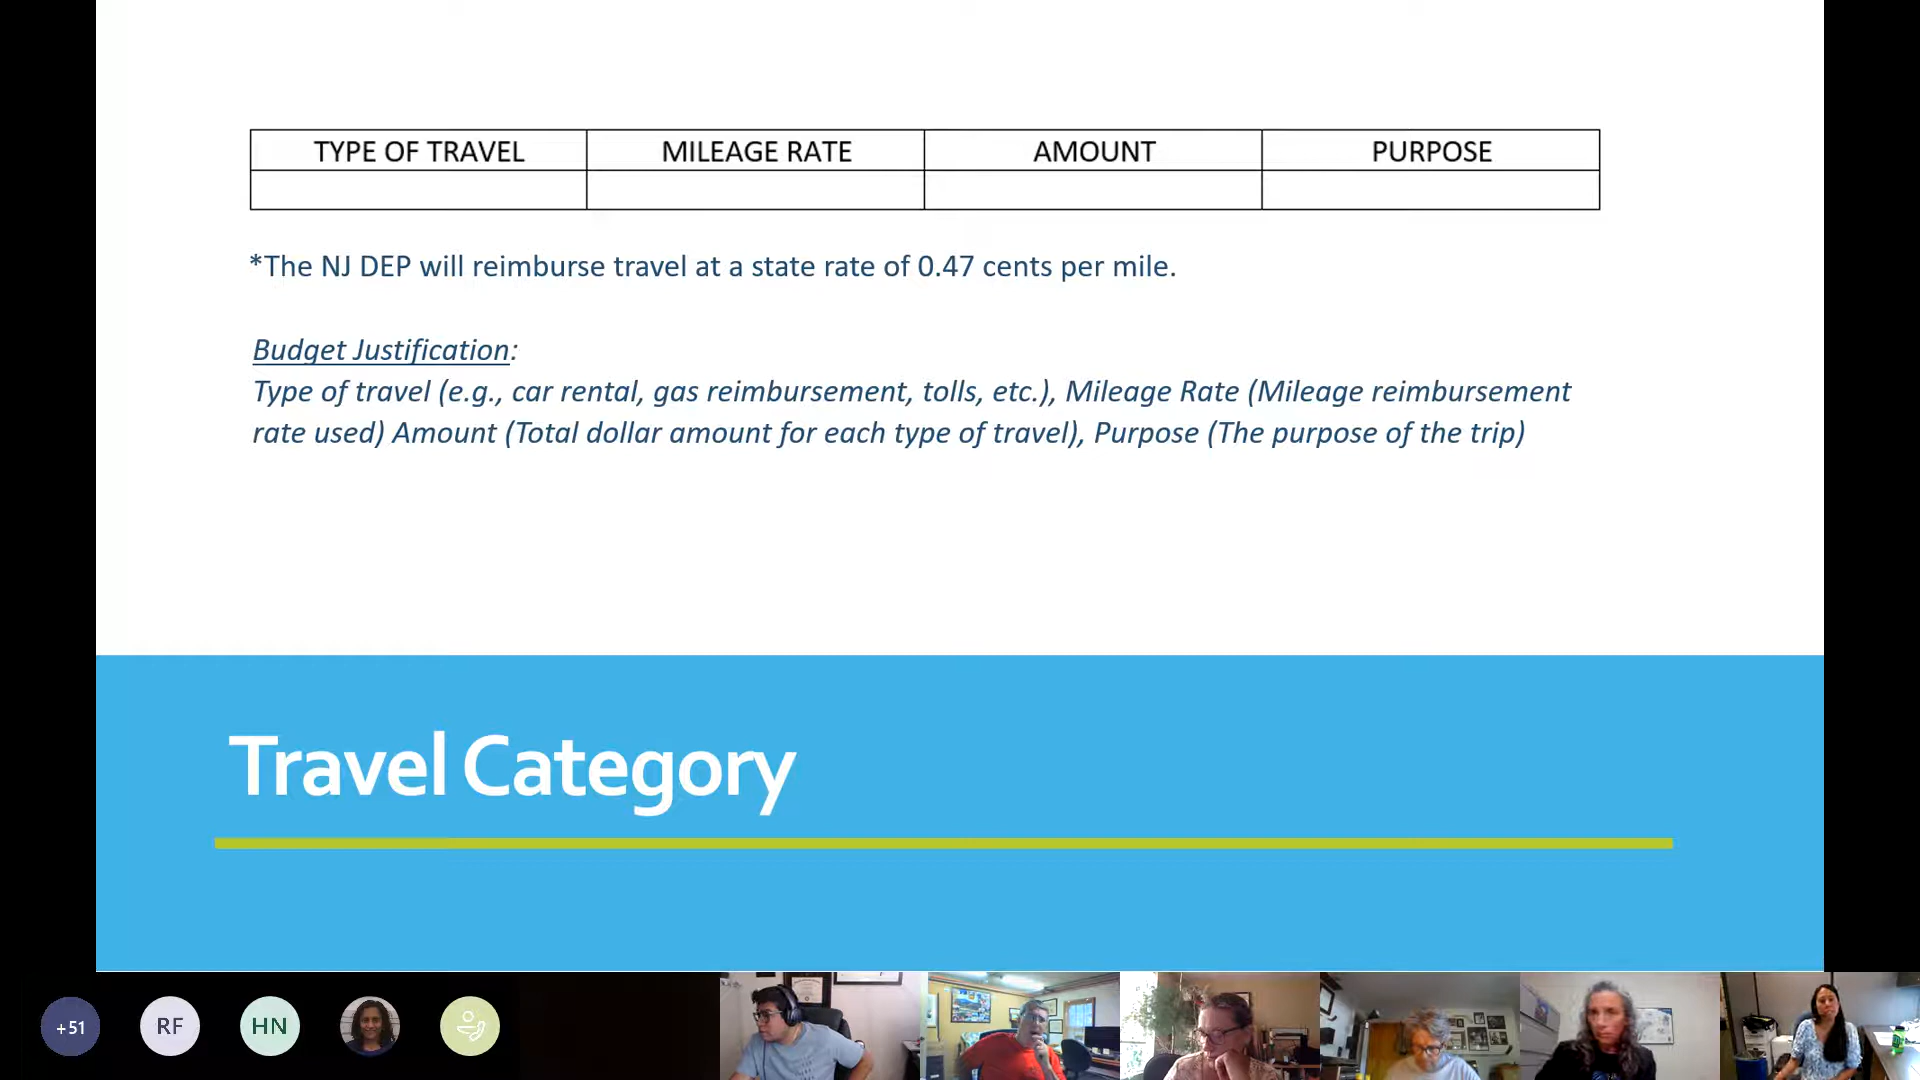 TYPE OF TRAVEL MILEAGE RATE AMOUNT PURPOSE
*The NJ DEP will reimburse travel at a state rate of 0.47 cents per mile.
Budget Justification:
Type of travel (e.g., car rental, gas reimbursement, tolls, etc.), Mileage Rate (Mileage reimbursement
rate used) Amount (Total dollar amount for each type of travel), Purpose (The purpose of the trip)
Travel Category
+51 RF HN